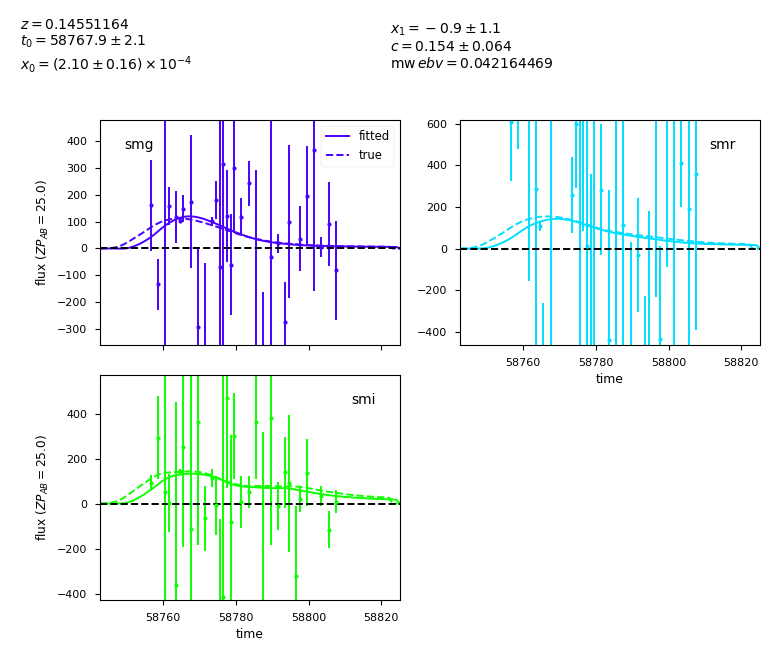 z = 0.14551164
t₀ = 58767.9 ± 2.1
x₀ = (2.10 ± 0.16) × 10⁻⁴
x₁ = −0.9 ± 1.1
c = 0.154 ± 0.064
mw ebv = 0.042164469
smg
fitted
true
400
300
200
100
0
−100
−200
−300
flux (ZP_AB = 25.0)
smr
600
400
200
0
−200
−400
58760 58780 58800 58820
time
smi
400
200
0
−200
−400
flux (ZP_AB = 25.0)
58760 58780 58800 58820
time